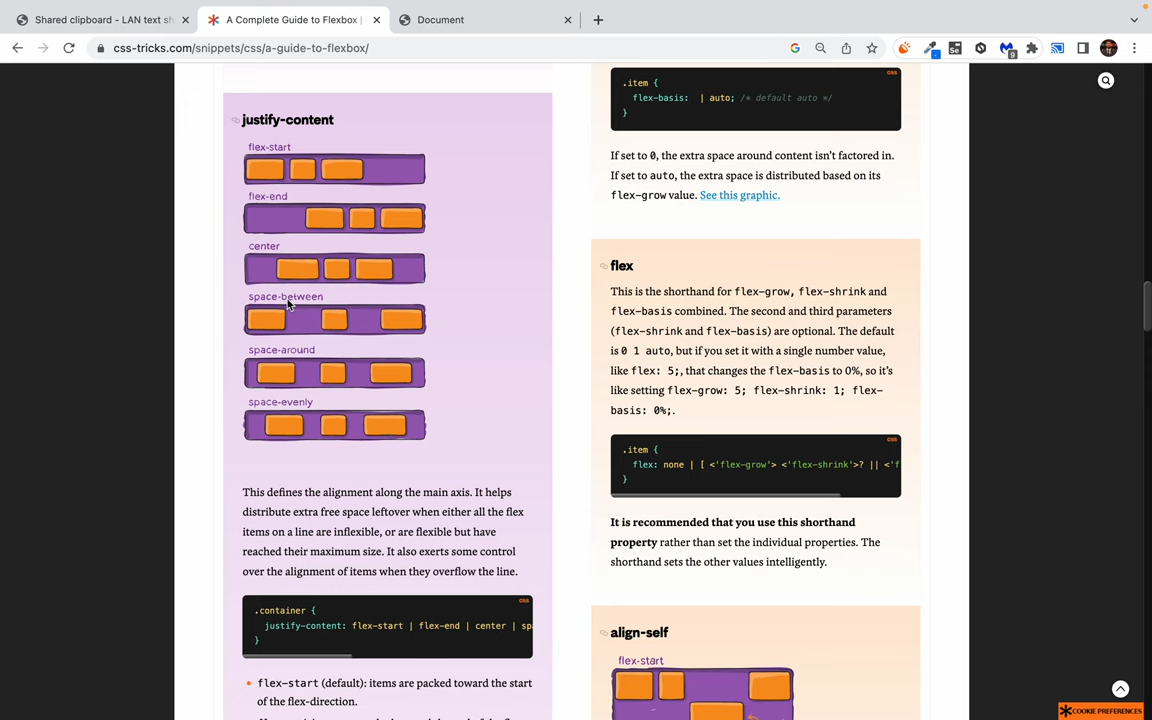 Shared clipboard - LAN text sh
A Complete Guide to Flexbox |
Document
css-tricks.com/snippets/css/a-guide-to-flexbox/
9
justify-content
flex-start
flex-end
center
space-between
space-around
space-evenly
This defines the alignment along the main axis. It helps
distribute extra free space leftover when either all the flex
items on a line are inflexible, or are flexible but have
reached their maximum size. It also exerts some control
over the alignment of items when they overflow the line.
css
.container {
justify-content: flex-start | flex-end | center | spa
}
flex-start (default): items are packed toward the start
of the flex-direction.
css
.item {
flex-basis:  | auto; /* default auto */
}
If set to 0, the extra space around content isn't factored in.
If set to auto, the extra space is distributed based on its
flex-grow value. See this graphic.
flex
This is the shorthand for flex-grow, flex-shrink and
flex-basis combined. The second and third parameters
(flex-shrink and flex-basis) are optional. The default
is 0 1 auto, but if you set it with a single number value,
like flex: 5;, that changes the flex-basis to 0%, so it's
like setting flex-grow: 5; flex-shrink: 1; flex-
basis: 0%;.
css
.item {
flex: none | [ <'flex-grow'> <'flex-shrink'>? || <'f
}
It is recommended that you use this shorthand
property rather than set the individual properties. The
shorthand sets the other values intelligently.
align-self
flex-start
COOKIE PREFERENCES